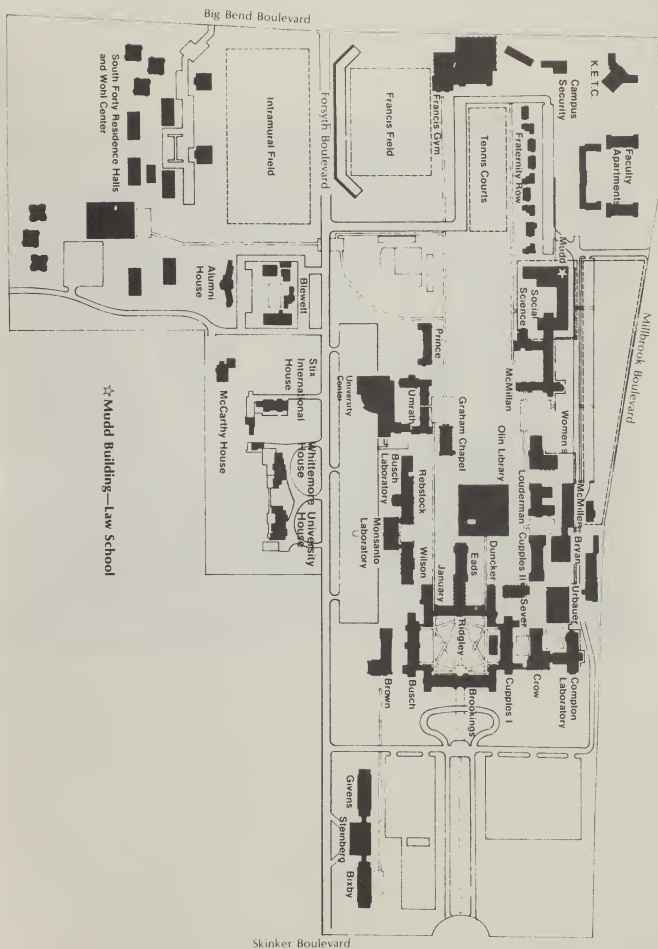 Big Bend Boulevard
K.E.T.C.
Campus
Security
Faculty
Apartments
Francis Gym
Fraternity Row
Tennis Courts
Francis Field
Forsyth Boulevard
Intramural Field
South Forty Residence Halls
and Wohl Center
Millbrook Boulevard
Mudd
Social
Science
McMillan
Women's
Prince
Umrath
Graham Chapel
Olin Library
Louderman
McMillen
Bryan
Cupples II
Urbauer
Sever
University
Center
Busch
Laboratory
Rebstock
Monsanto
Laboratory
Wilson
Duncker
Eads
January
Ridgley
Compton
Laboratory
Crow
Cupples I
Brookings
Busch
Brown
Blewett
Alumni
House
Stix
International
House
McCarthy House
Whittemore
House
University
House
Givens
Steinberg
Bixby
☆ Mudd Building—Law School
Skinker Boulevard